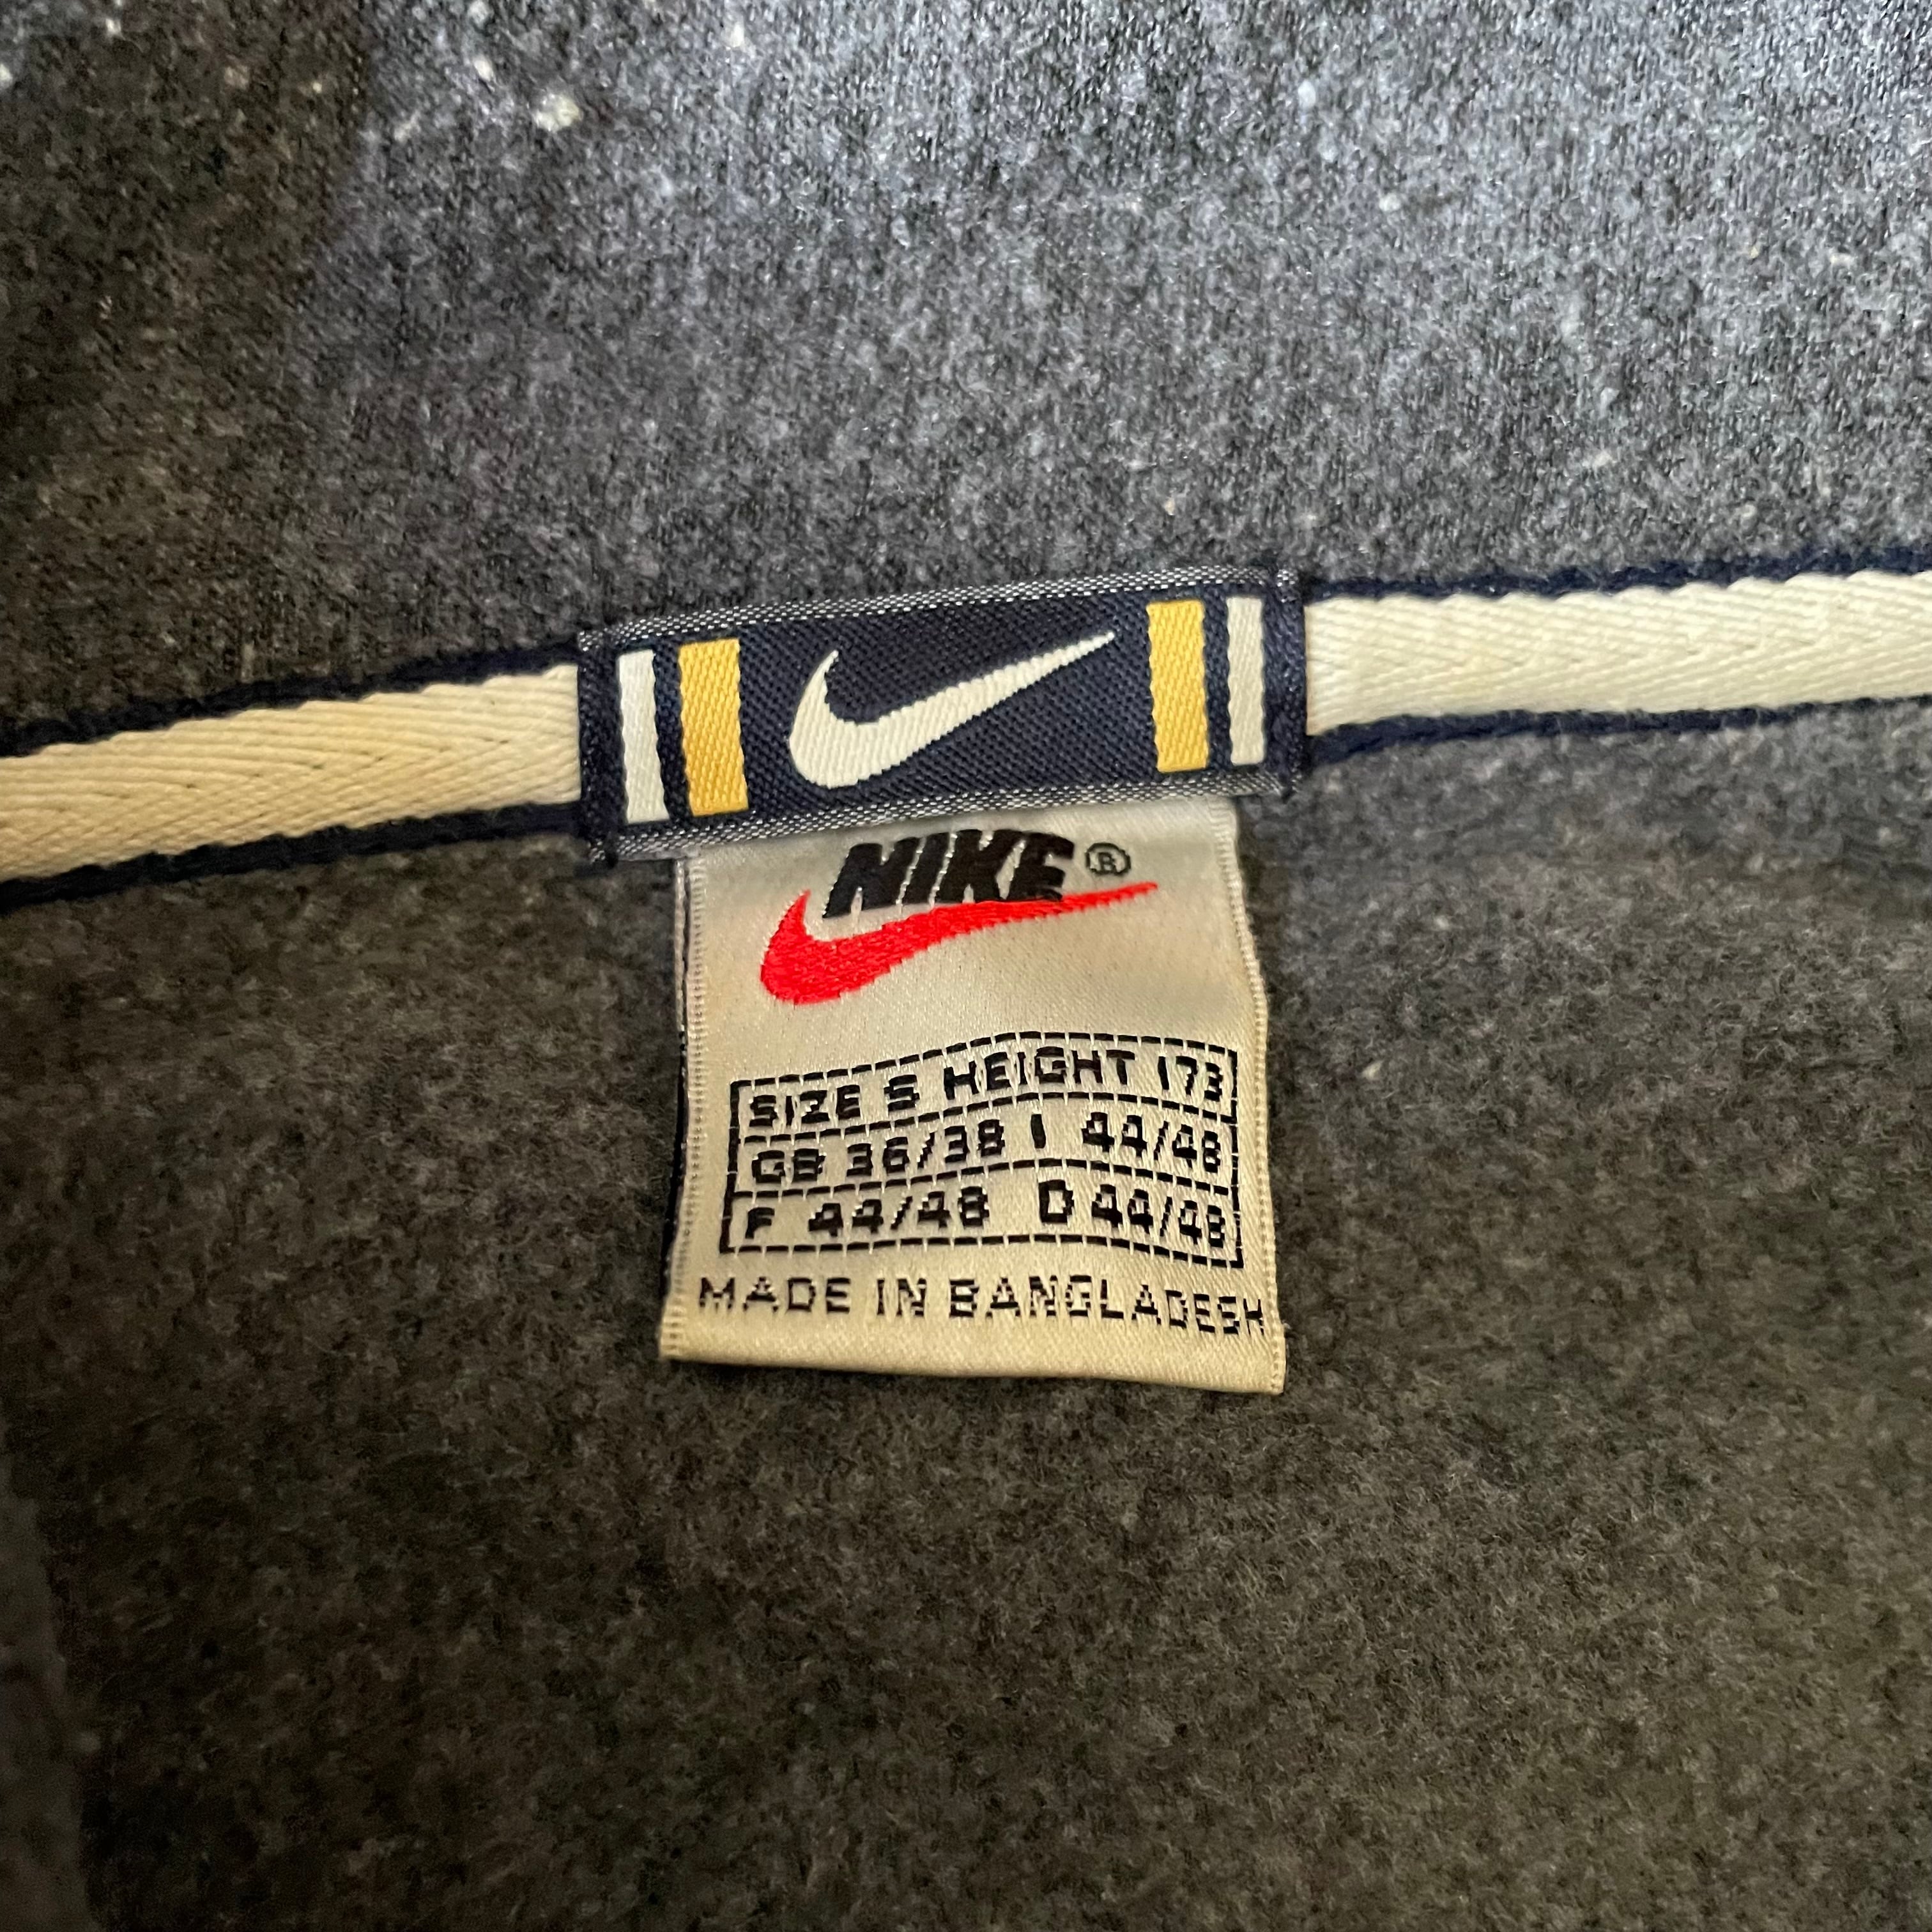 NIKE®
SIZE S HEIGHT 173
GB 36/38 I 44/48
F 44/48 D 44/48
MADE IN BANGLADESH